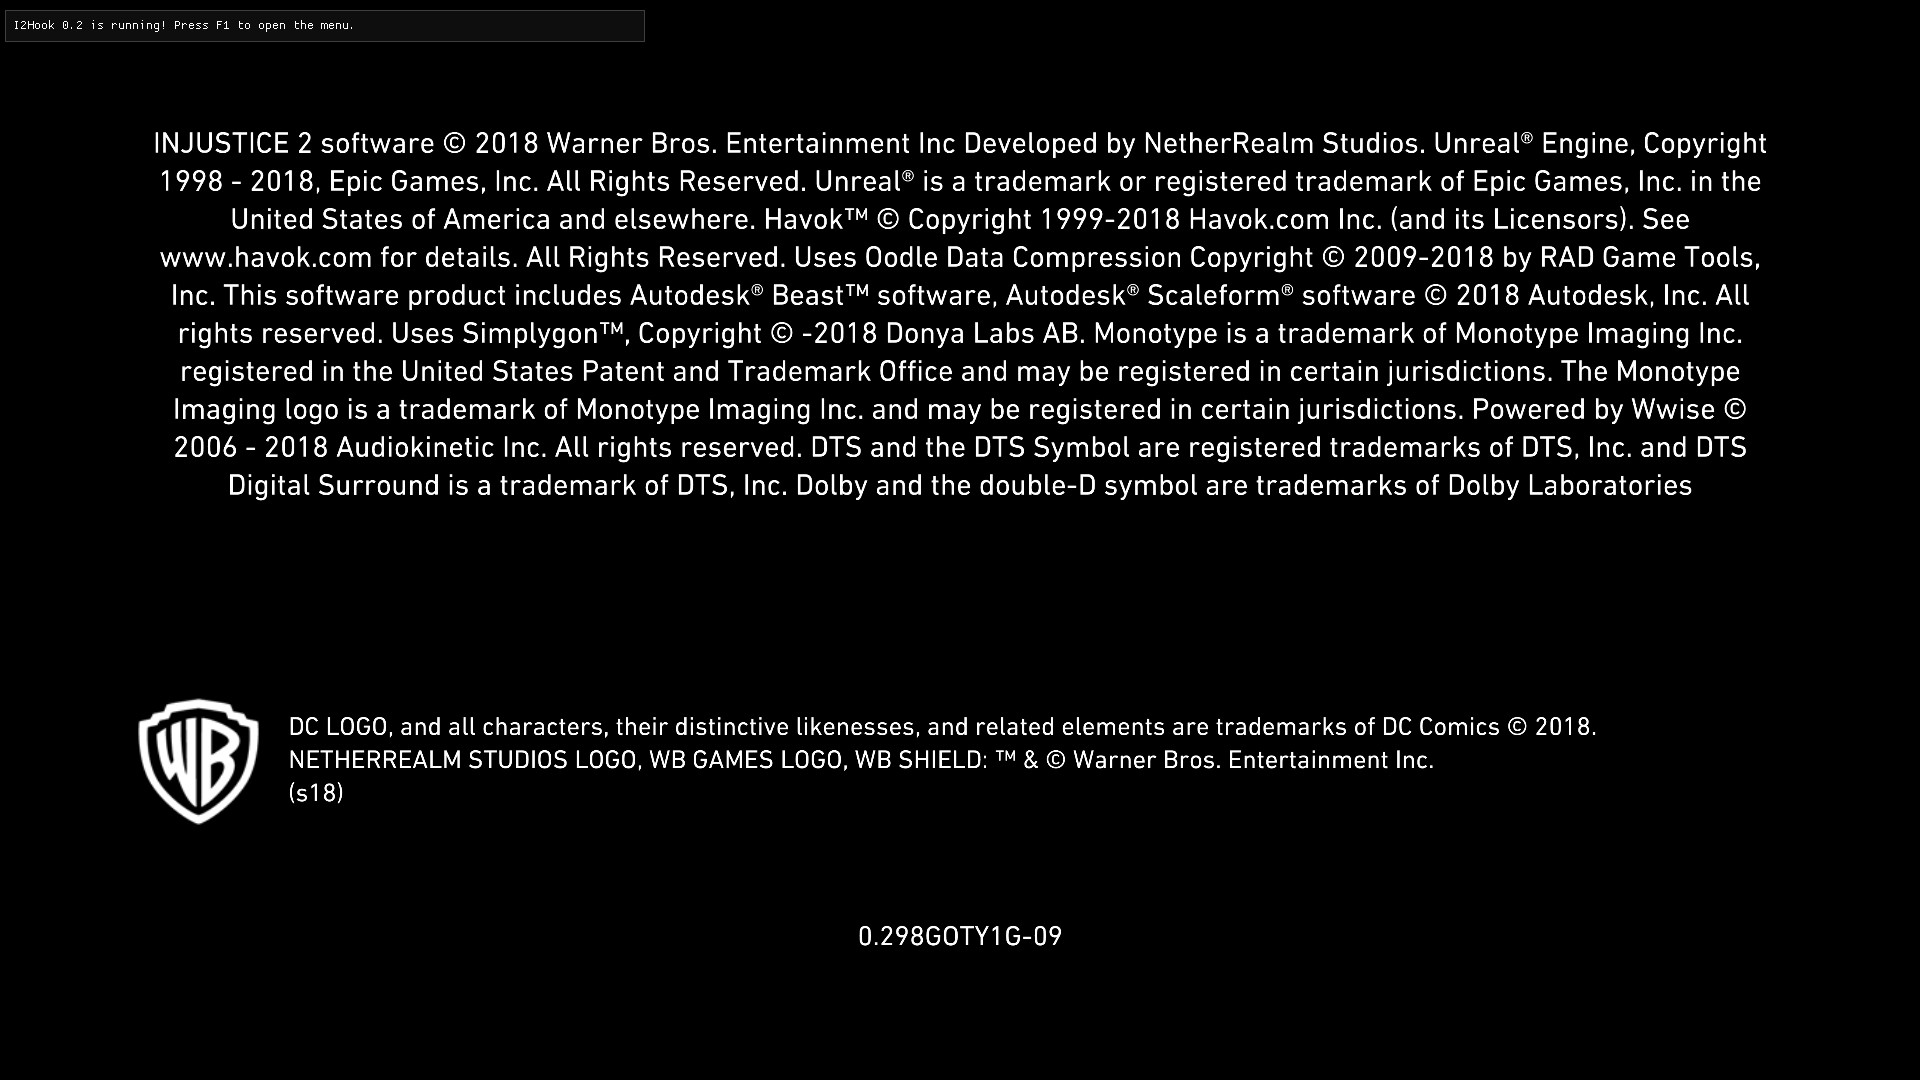 I2Hook 0.2 is running! Press F1 to open the menu.
INJUSTICE 2 software © 2018 Warner Bros. Entertainment Inc Developed by NetherRealm Studios. Unreal® Engine, Copyright
1998 - 2018, Epic Games, Inc. All Rights Reserved. Unreal® is a trademark or registered trademark of Epic Games, Inc. in the
United States of America and elsewhere. Havok™ © Copyright 1999-2018 Havok.com Inc. (and its Licensors). See
www.havok.com for details. All Rights Reserved. Uses Oodle Data Compression Copyright © 2009-2018 by RAD Game Tools,
Inc. This software product includes Autodesk® Beast™ software, Autodesk® Scaleform® software © 2018 Autodesk, Inc. All
rights reserved. Uses Simplygon™, Copyright © -2018 Donya Labs AB. Monotype is a trademark of Monotype Imaging Inc.
registered in the United States Patent and Trademark Office and may be registered in certain jurisdictions. The Monotype
Imaging logo is a trademark of Monotype Imaging Inc. and may be registered in certain jurisdictions. Powered by Wwise ©
2006 - 2018 Audiokinetic Inc. All rights reserved. DTS and the DTS Symbol are registered trademarks of DTS, Inc. and DTS
Digital Surround is a trademark of DTS, Inc. Dolby and the double-D symbol are trademarks of Dolby Laboratories
WB
DC LOGO, and all characters, their distinctive likenesses, and related elements are trademarks of DC Comics © 2018.
NETHERREALM STUDIOS LOGO, WB GAMES LOGO, WB SHIELD: ™ & © Warner Bros. Entertainment Inc.
(s18)
0.298GOTY1G-09